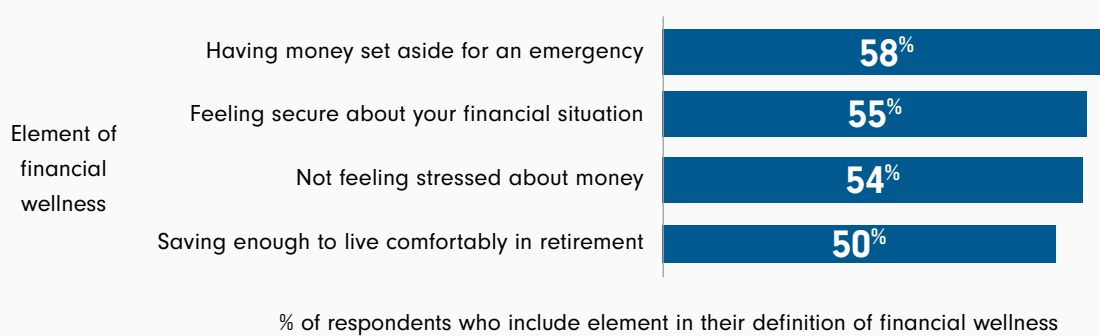 Element of
financial
wellness
Having money set aside for an emergency 58%
Feeling secure about your financial situation 55%
Not feeling stressed about money 54%
Saving enough to live comfortably in retirement 50%
% of respondents who include element in their definition of financial wellness